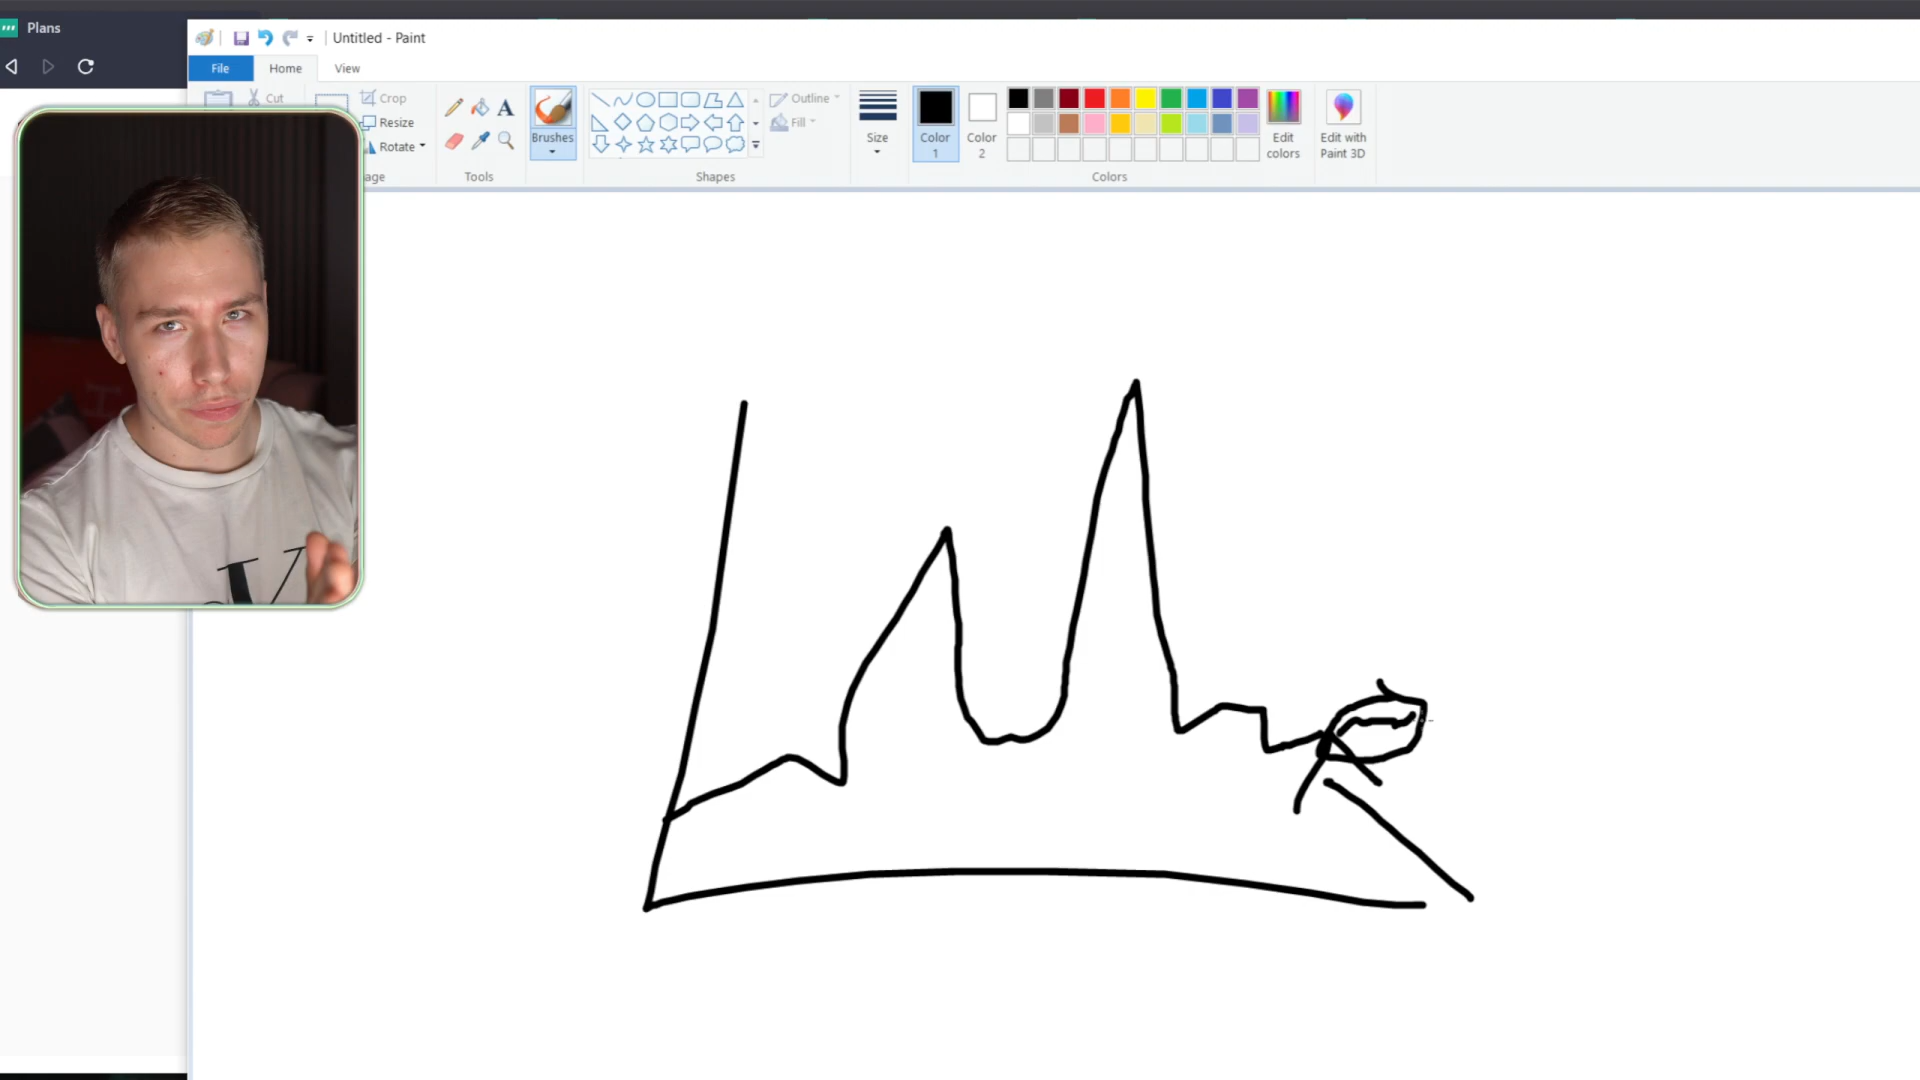 Plans
Untitled - Paint
File Home View
Cut
Crop
Resize
Rotate
age
Tools
Brushes
Shapes
Outline
Fill
Size
Color
1
Color
2
Edit
colors
Colors
Edit with
Paint 3D